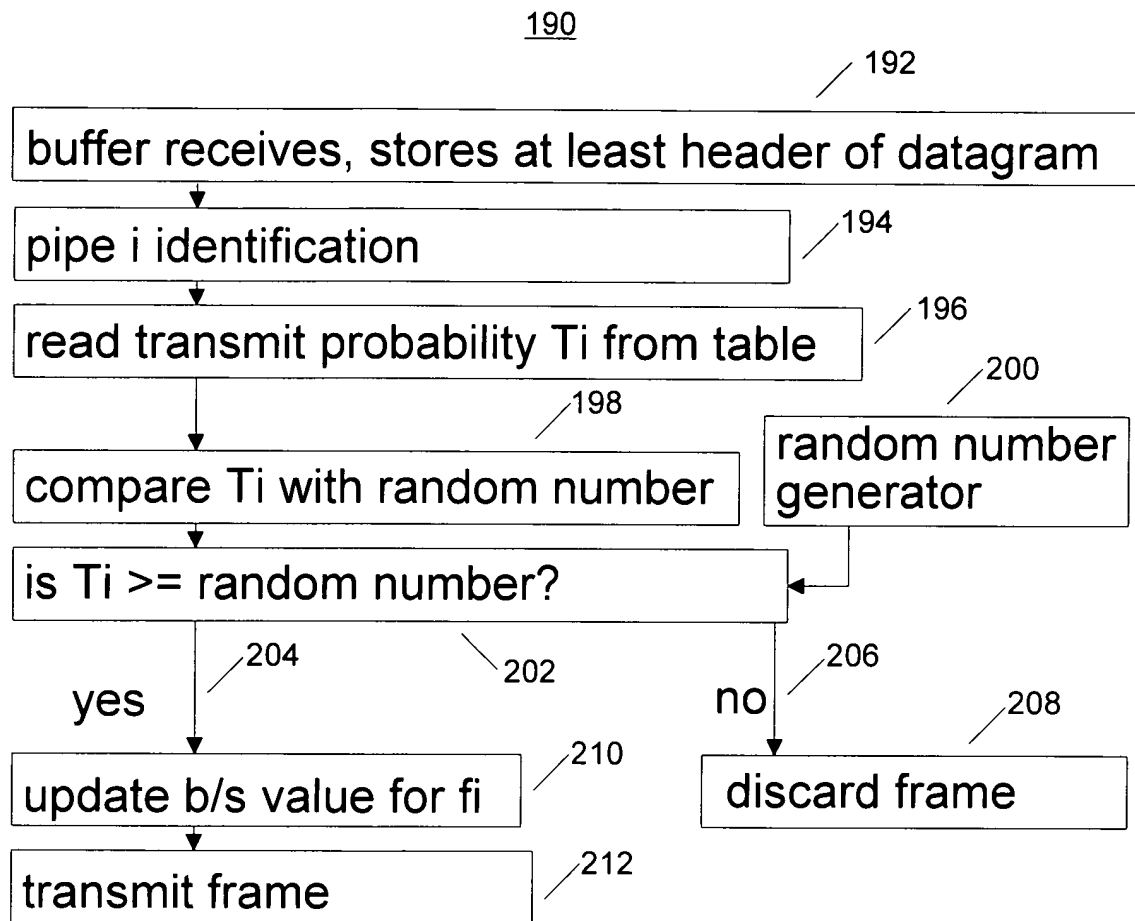 190
192
buffer receives, stores at least header of datagram
pipe i identification
194
read transmit probability Ti from table
196
198
200
compare Ti with random number
random number
generator
is Ti >= random number?
204
202
206
yes
no
208
210
update b/s value for fi
discard frame
212
transmit frame